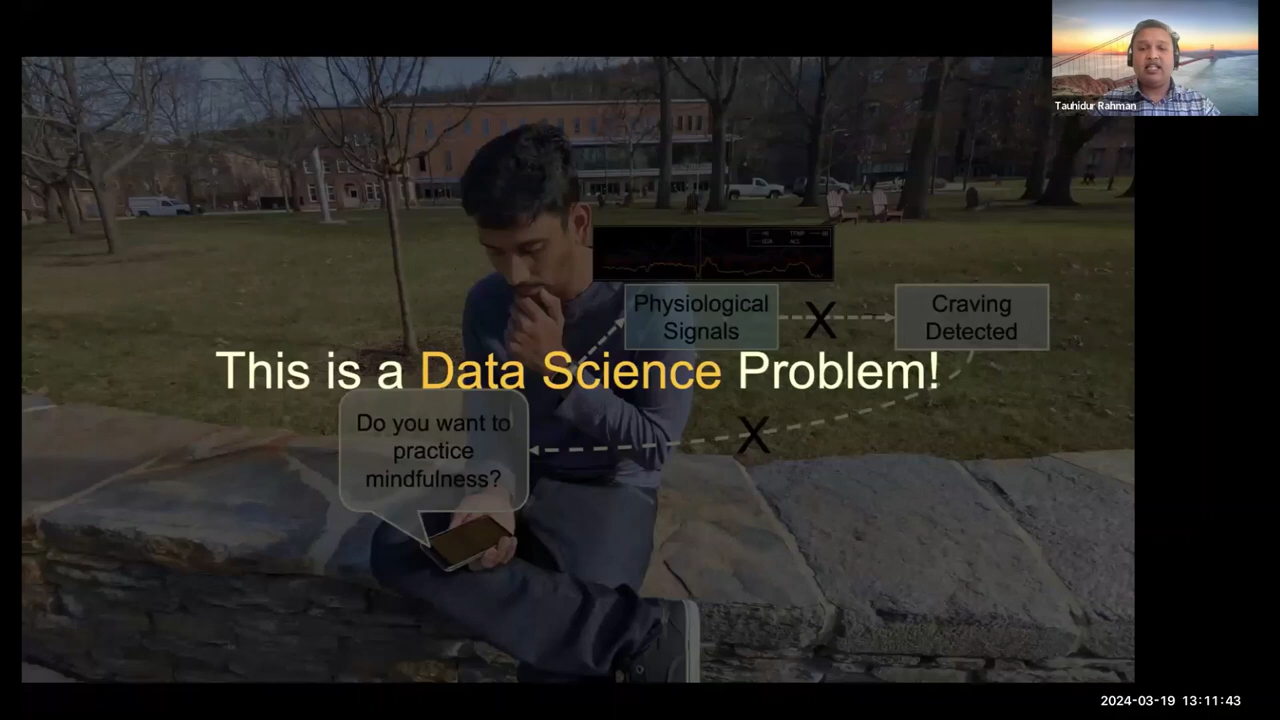 Tauhidur Rahman
Physiological
Signals
X
Craving
Detected
This is a Data Science Problem!
Do you want to
practice
mindfulness?
X
2024-03-19 13:11:43